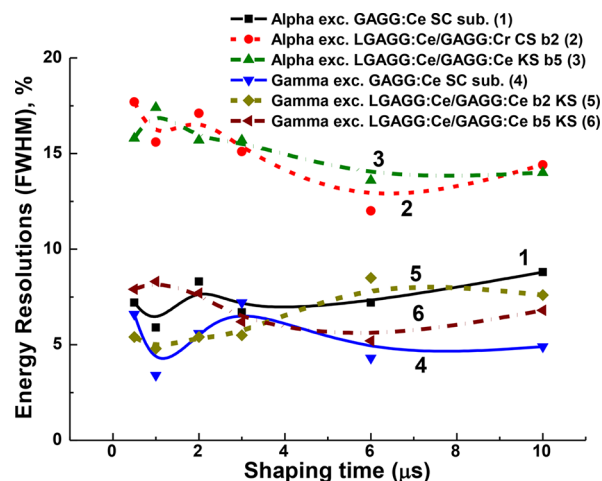 Alpha exc. GAGG:Ce SC sub. (1)
Alpha exc. LGAGG:Ce/GAGG:Cr CS b2 (2)
Alpha exc. LGAGG:Ce/GAGG:Ce KS b5 (3)
Gamma exc. GAGG:Ce SC sub. (4)
Gamma exc. LGAGG:Ce/GAGG:Ce b2 KS (5)
Gamma exc. LGAGG:Ce/GAGG:Ce b5 KS (6)
Energy Resolutions (FWHM), %
20
15
10
5
0
3
2
1
5
6
4
0 2 4 6 8 10
Shaping time (μs)